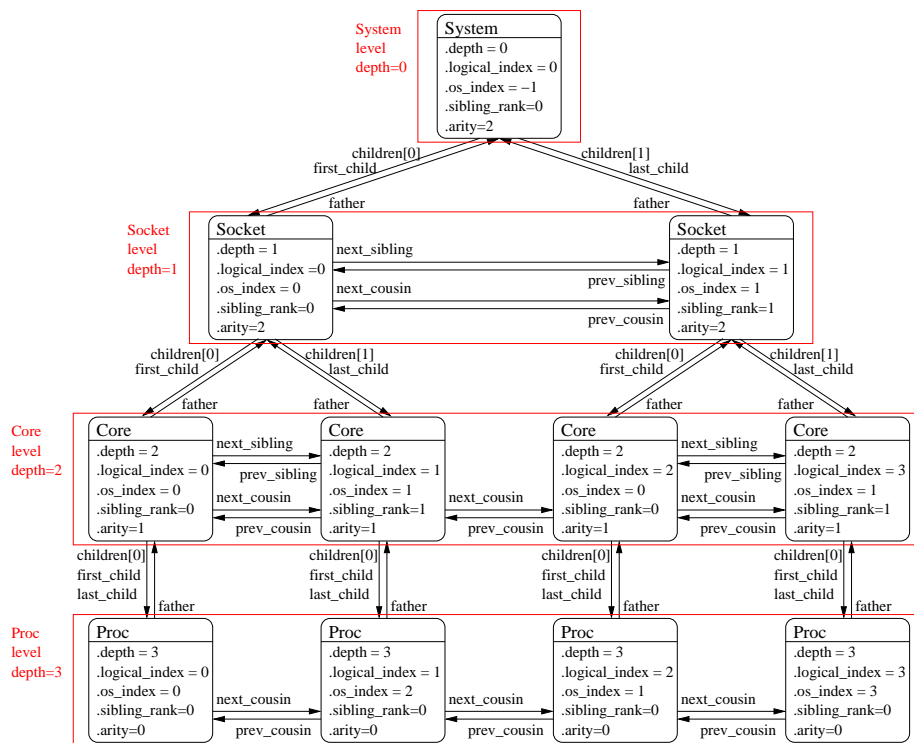 System
level
depth=0
System
.depth = 0
.logical_index = 0
.os_index = −1
.sibling_rank=0
.arity=2
children[0]
first_child
father
children[1]
last_child
father
Socket
level
depth=1
Socket
.depth = 1
.logical_index =0
.os_index = 0
.sibling_rank=0
.arity=2
next_sibling
prev_sibling
next_cousin
prev_cousin
Socket
.depth = 1
.logical_index = 1
.os_index = 1
.sibling_rank=1
.arity=2
children[0]
first_child
father
children[1]
last_child
father
children[0]
first_child
father
children[1]
last_child
father
Core
level
depth=2
Core
.depth = 2
.logical_index = 0
.os_index = 0
.sibling_rank=0
.arity=1
next_sibling
prev_sibling
next_cousin
prev_cousin
Core
.depth = 2
.logical_index = 1
.os_index = 1
.sibling_rank=1
.arity=1
next_cousin
prev_cousin
Core
.depth = 2
.logical_index = 2
.os_index = 0
.sibling_rank=0
.arity=1
next_sibling
prev_sibling
next_cousin
prev_cousin
Core
.depth = 2
.logical_index = 3
.os_index = 1
.sibling_rank=1
.arity=1
children[0]
first_child
last_child
father
children[0]
first_child
last_child
father
children[0]
first_child
last_child
father
children[0]
first_child
last_child
father
Proc
level
depth=3
Proc
.depth = 3
.logical_index = 0
.os_index = 0
.sibling_rank=0
.arity=0
next_cousin
prev_cousin
Proc
.depth = 3
.logical_index = 1
.os_index = 2
.sibling_rank=0
.arity=0
next_cousin
prev_cousin
Proc
.depth = 3
.logical_index = 2
.os_index = 1
.sibling_rank=0
.arity=0
next_cousin
prev_cousin
Proc
.depth = 3
.logical_index = 3
.os_index = 3
.sibling_rank=0
.arity=0